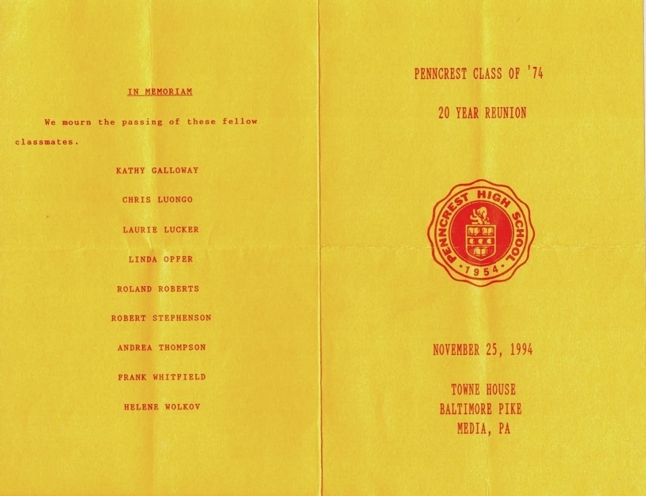 IN MEMORIAM
We mourn the passing of these fellow
classmates.
KATHY GALLOWAY
CHRIS LUONGO
LAURIE LUCKER
LINDA OPFER
ROLAND ROBERTS
ROBERT STEPHENSON
ANDREA THOMPSON
FRANK WHITFIELD
HELENE WOLKOV
PENNCREST CLASS OF '74
20 YEAR REUNION
PENNCREST HIGH SCHOOL
· 1954 ·
NOVEMBER 25, 1994
TOWNE HOUSE
BALTIMORE PIKE
MEDIA, PA